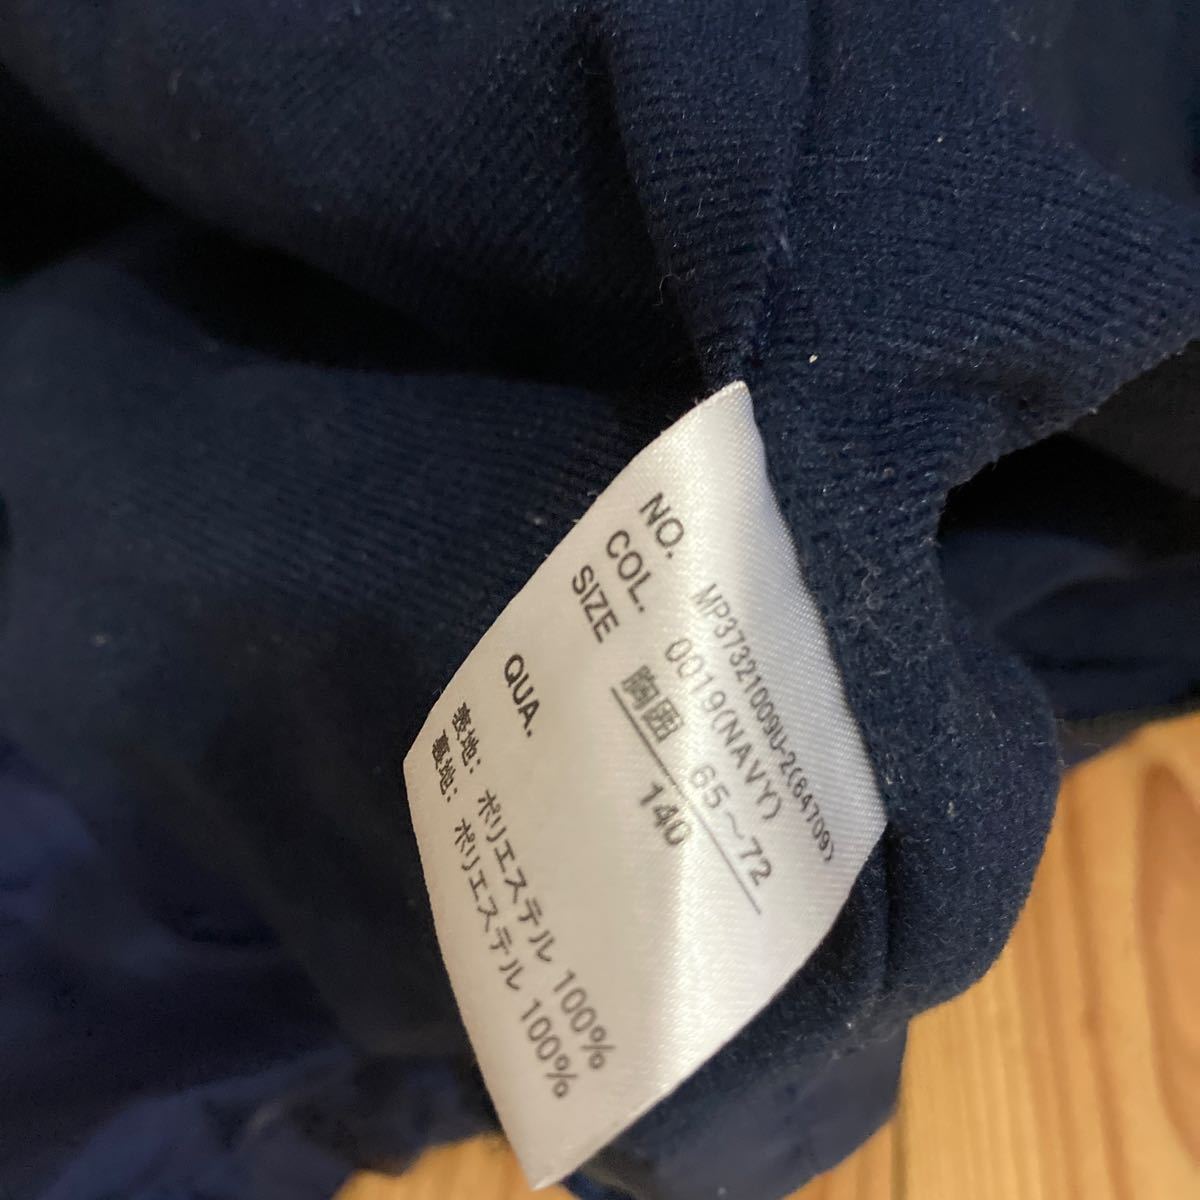 NO. MP37321009U-2(64709)
COL. 0019(NAVY)
SIZE 胸囲 65～72
140
QUA.
表地: ポリエステル 100%
裏地: ポリエステル 100%